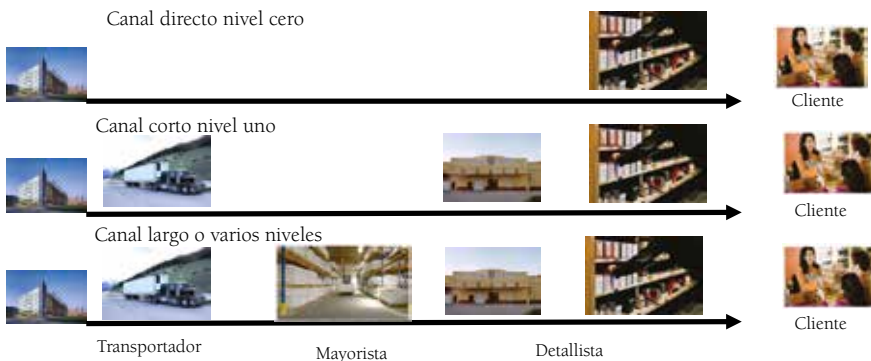 Canal directo nivel cero
Cliente
Canal corto nivel uno
Cliente
Canal largo o varios niveles
Cliente
Transportador
Mayorista
Detallista